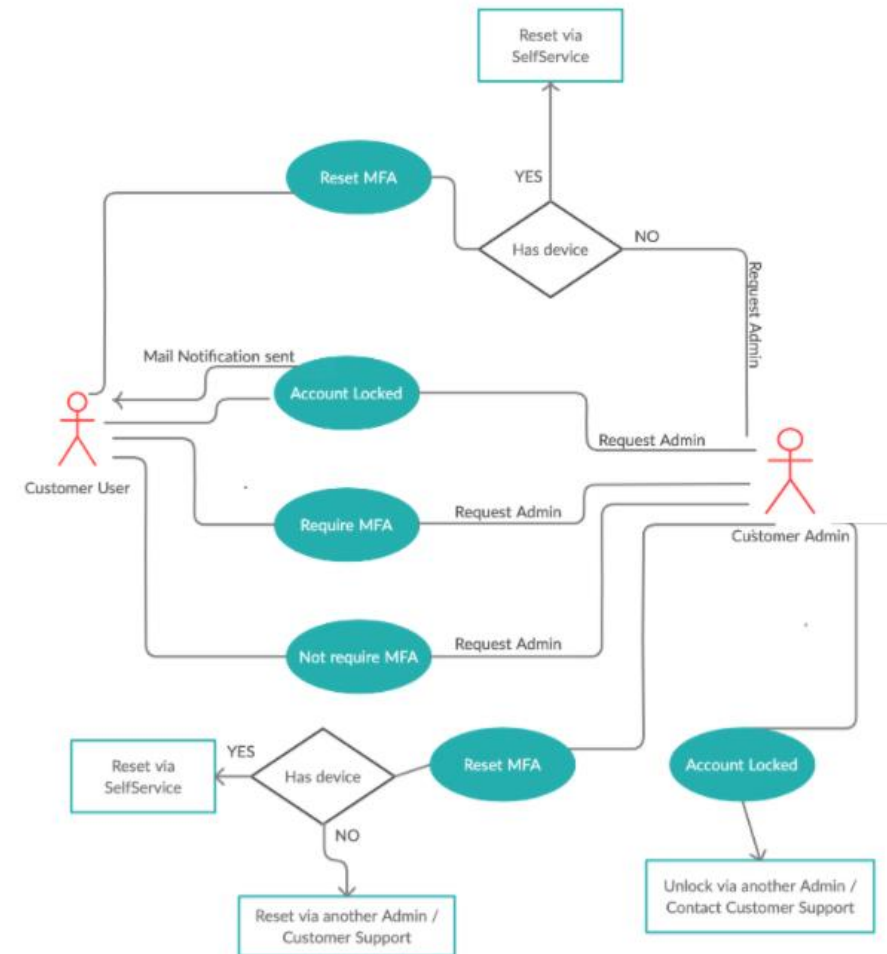 Reset via
SelfService
Reset MFA
YES
Has device
NO
Request Admin
Mail Notification sent
Account Locked
Request Admin
Customer User
Require MFA
Request Admin
Customer Admin
Not require MFA
Request Admin
Reset via
SelfService
YES
Has device
Reset MFA
Account Locked
NO
Reset via another Admin /
Customer Support
Unlock via another Admin /
Contact Customer Support